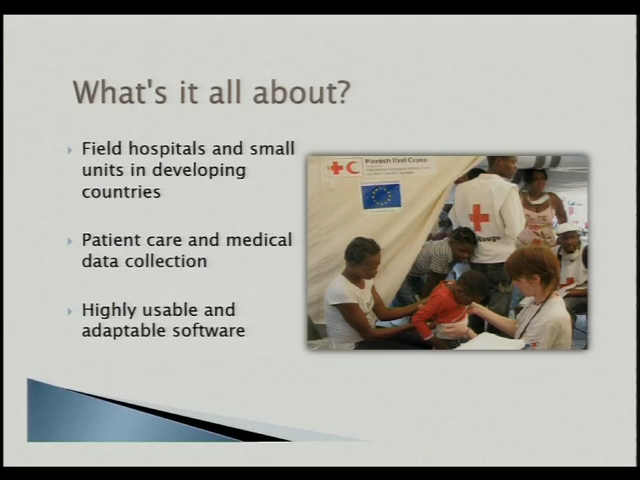 What's it all about?
Field hospitals and small
units in developing
countries
Patient care and medical
data collection
Highly usable and
adaptable software
Finnish Red Cross
Rouge